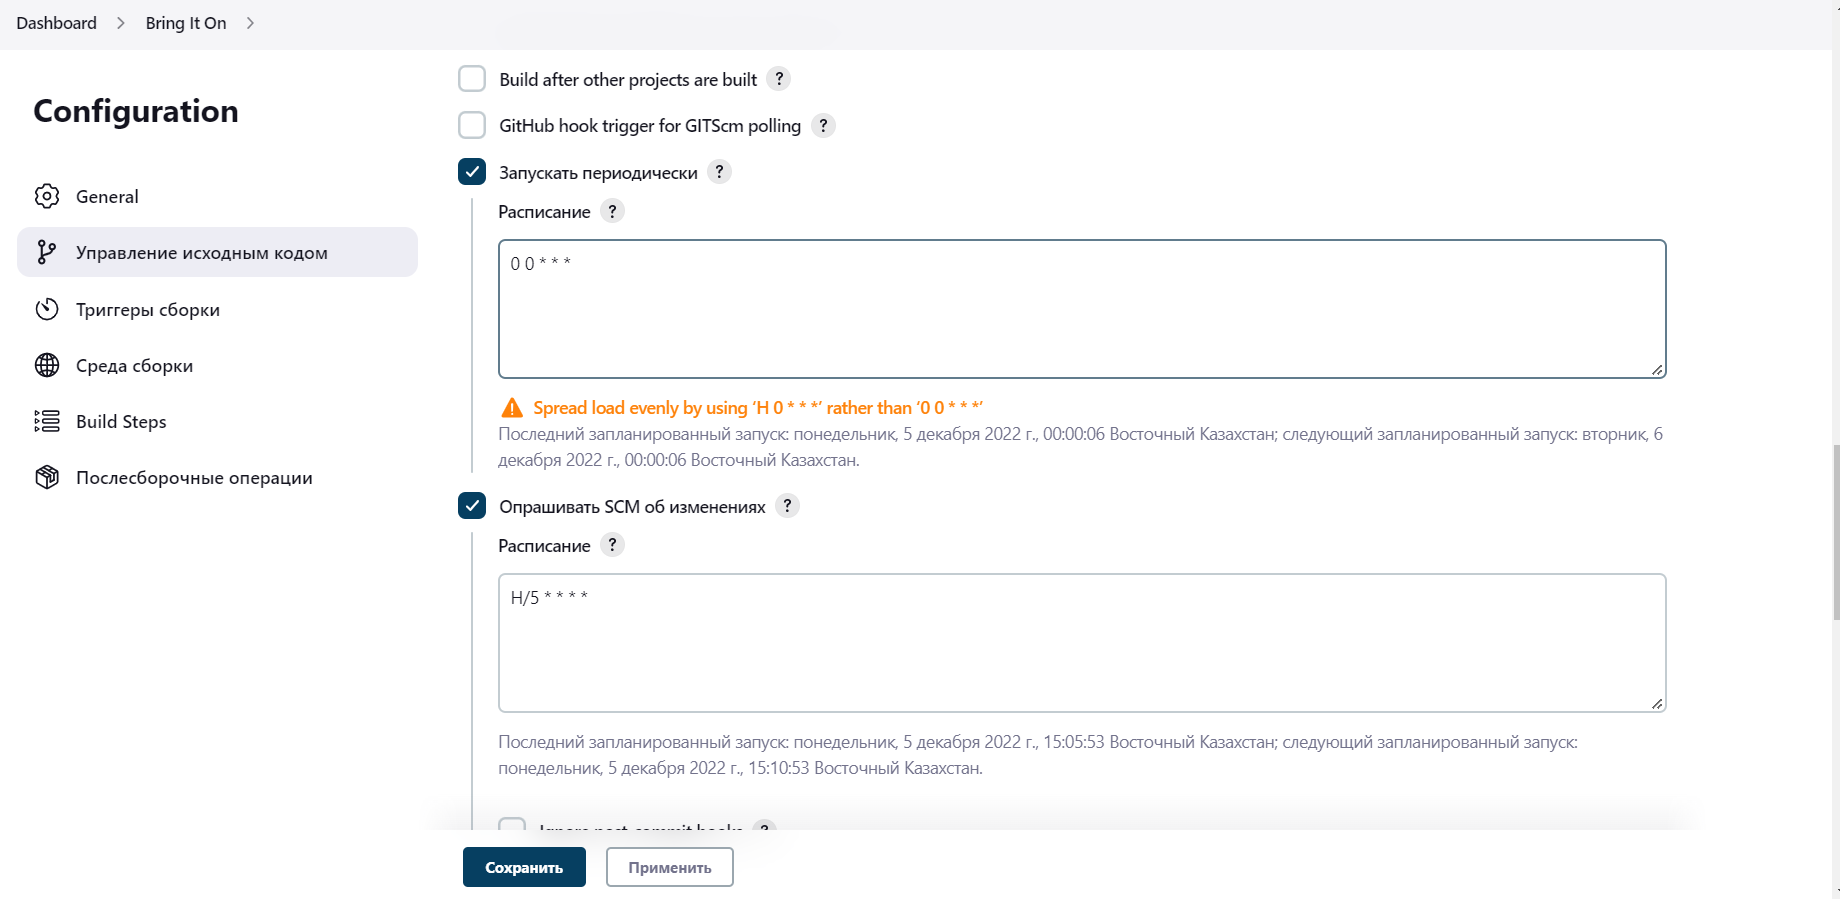 Dashboard > Bring It On >
Configuration
General
Управление исходным кодом
Триггеры сборки
Среда сборки
Build Steps
Послесборочные операции
Build after other projects are built ?
GitHub hook trigger for GITScm polling ?
Запускать периодически ?
Расписание ?
0 0 * * *
Spread load evenly by using ‘H 0 * * *’ rather than ‘0 0 * * *’
Последний запланированный запуск: понедельник, 5 декабря 2022 г., 00:00:06 Восточный Казахстан; следующий запланированный запуск: вторник, 6
декабря 2022 г., 00:00:06 Восточный Казахстан.
Опрашивать SCM об изменениях ?
Расписание ?
H/5 * * * *
Последний запланированный запуск: понедельник, 5 декабря 2022 г., 15:05:53 Восточный Казахстан; следующий запланированный запуск:
понедельник, 5 декабря 2022 г., 15:10:53 Восточный Казахстан.
Ignore post-commit hooks ?
Сохранить
Применить